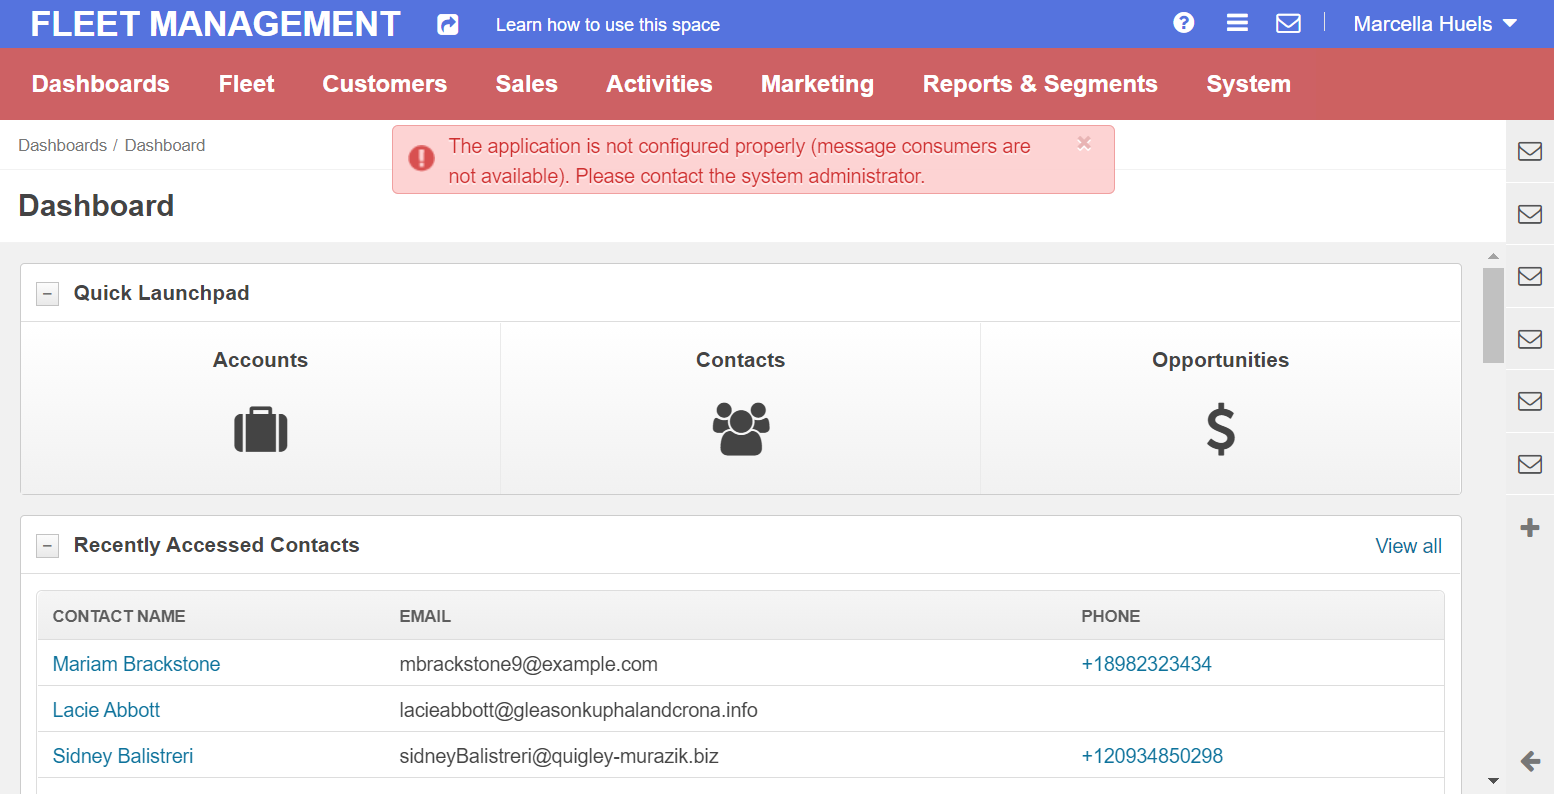 FLEET MANAGEMENT
Learn how to use this space
Marcella Huels
Dashboards Fleet Customers Sales Activities Marketing Reports & Segments System
Dashboards / Dashboard
The application is not configured properly (message consumers are
not available). Please contact the system administrator.
×
Dashboard
Quick Launchpad
Accounts
Contacts
Opportunities
Recently Accessed Contacts
View all
CONTACT NAME EMAIL PHONE
Mariam Brackstone mbrackstone9@example.com +18982323434
Lacie Abbott lacieabbott@gleasonkuphalandcrona.info
Sidney Balistreri sidneyBalistreri@quigley-murazik.biz +120934850298